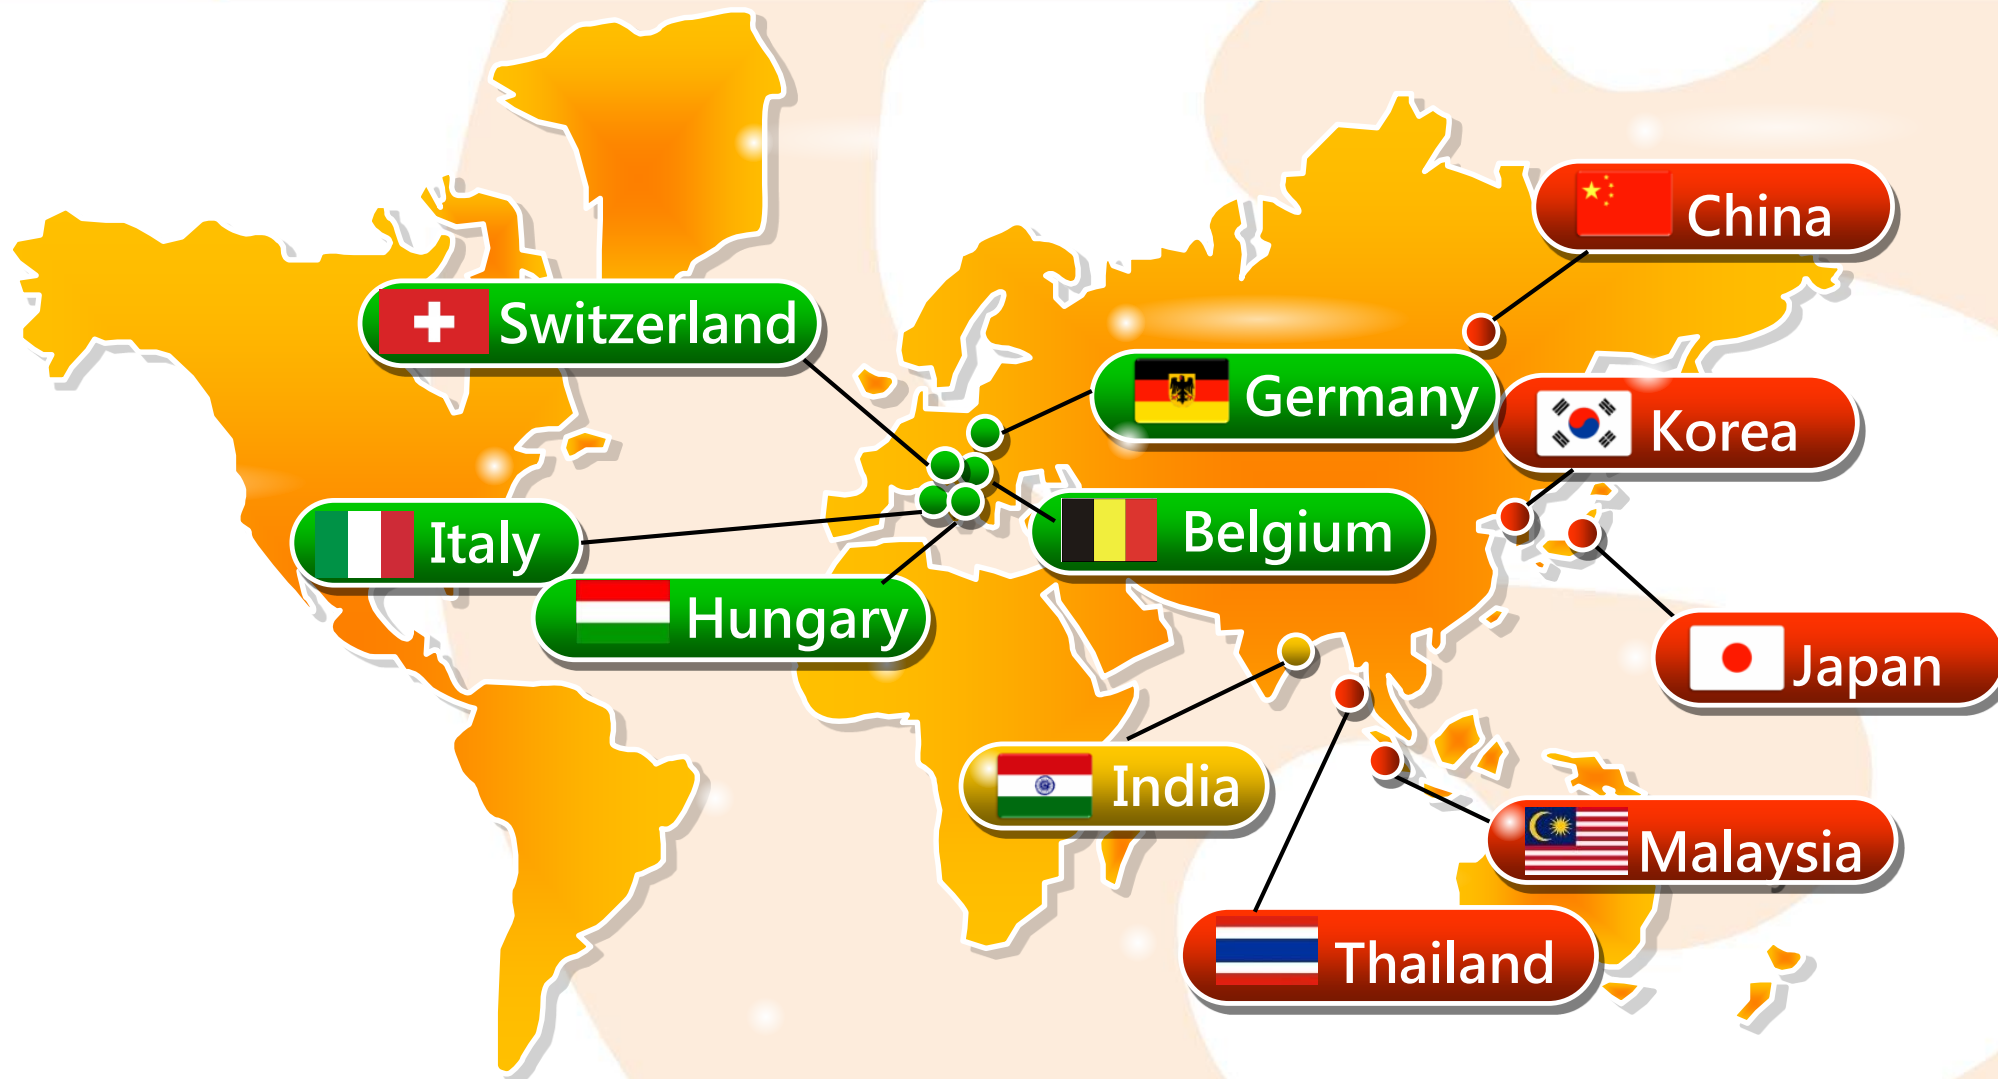 China
Switzerland
Germany
Korea
Italy
Belgium
Hungary
Japan
India
Malaysia
Thailand